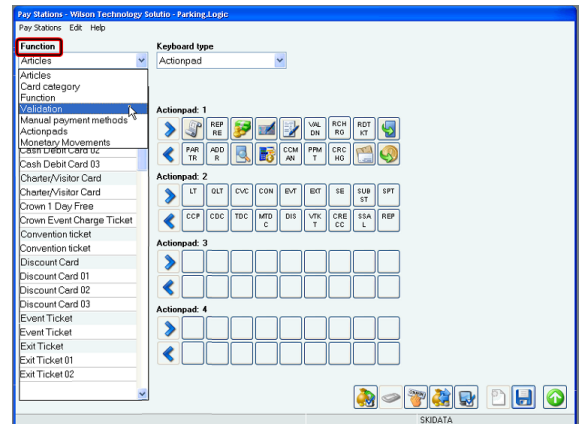 Pay Stations - Wilson Technology Solutio - Parking.Logic
Pay Stations Edit Help
Function Keyboard type
Articles Actionpad
Articles
Card category
Function
Validation
Manual payment methods
Actionpads
Monetary Movements
Cash Debit Card 02
Cash Debit Card 03
Charter/Visitor Card
Charter/Visitor Card
Crown 1 Day Free
Crown Event Charge Ticket
Convention ticket
Convention ticket
Discount Card
Discount Card 01
Discount Card 02
Discount Card 03
Event Ticket
Event Ticket
Exit Ticket
Exit Ticket 01
Exit Ticket 02
Actionpad: 1
REP RE VAL DN RCH RG RDT KT
PAR TR ADD R CCM AN PPM T CRC HG
Actionpad: 2
LT QLT CVC CON EVT EXT SE SUB ST SPT
CCP CDC TDC MTD C DIS VTK T CRE CC SSA L REP
Actionpad: 3
Actionpad: 4
SKIDATA